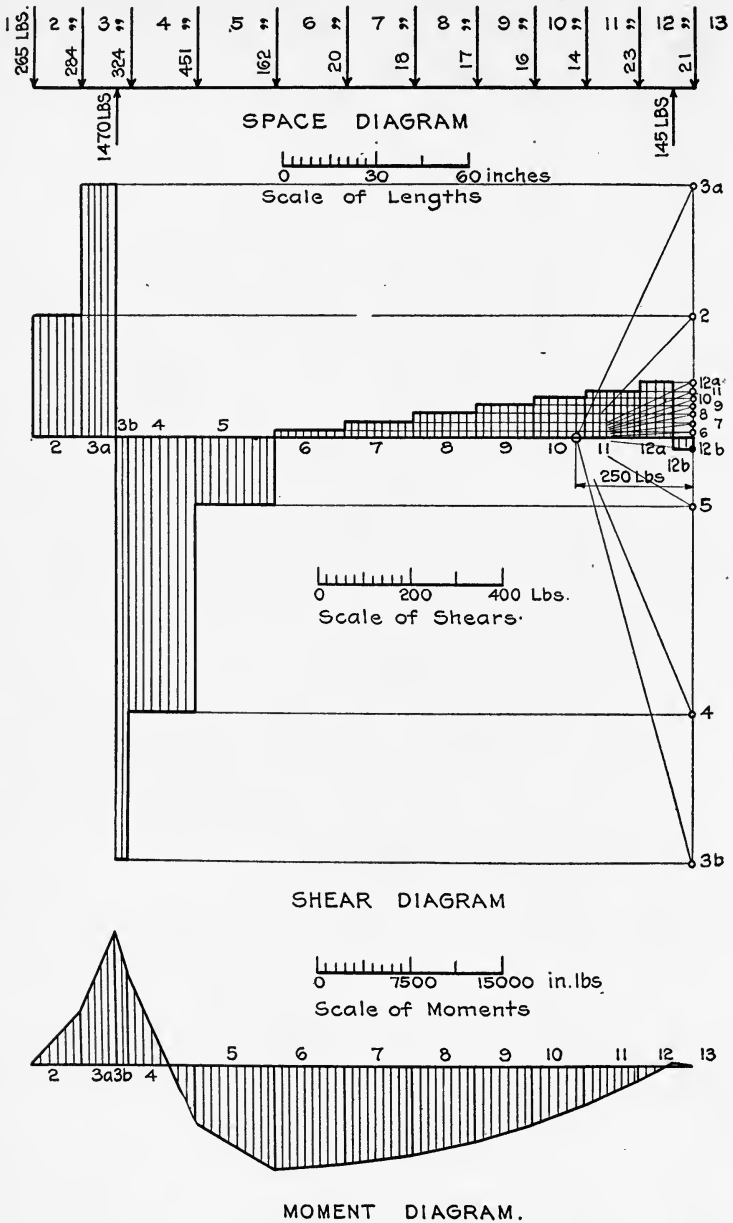 1 2 „ 3 „ 4 „ 5 „ 6 „ 7 „ 8 „ 9 „ 10 „ 11 „ 12 „ 13
265 LBS. 284 324 451 162 20 18 17 16 14 23 21
1470 LBS 145 LBS
SPACE DIAGRAM
0 30 60 inches
Scale of Lengths
3a
2
12a
11
10
9
8
7
6
12b
3b 4 5
2 3a 6 7 8 9 10 11 12a 1
12b
250 Lbs
5
0 200 400 Lbs.
Scale of Shears.
4
3b
SHEAR DIAGRAM
0 7500 15000 in.lbs
Scale of Moments
5 6 7 8 9 10 11 12 13
2 3a 3b 4
MOMENT DIAGRAM.